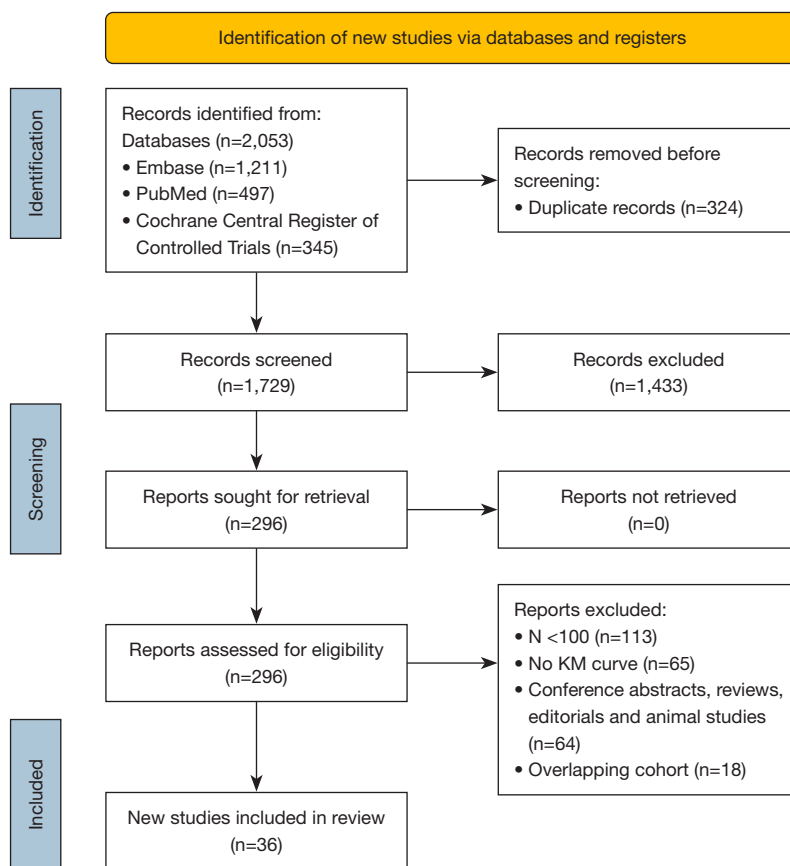 Identification of new studies via databases and registers
Identification
Records identified from:
Databases (n=2,053)
• Embase (n=1,211)
• PubMed (n=497)
• Cochrane Central Register of
Controlled Trials (n=345)
Records removed before
screening:
• Duplicate records (n=324)
Screening
Records screened
(n=1,729)
Records excluded
(n=1,433)
Reports sought for retrieval
(n=296)
Reports not retrieved
(n=0)
Reports assessed for eligibility
(n=296)
Reports excluded:
• N <100 (n=113)
• No KM curve (n=65)
• Conference abstracts, reviews,
editorials and animal studies
(n=64)
• Overlapping cohort (n=18)
Included
New studies included in review
(n=36)